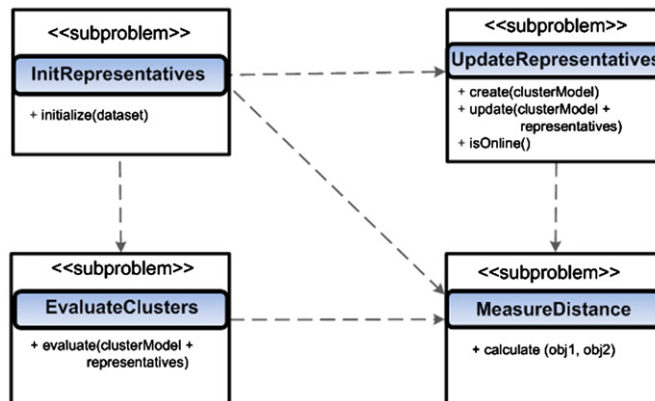 <<subproblem>>
InitRepresentatives
+ initialize(dataset)
<<subproblem>>
UpdateRepresentatives
+ create(clusterModel)
+ update(clusterModel +
representatives)
+ isOnline()
<<subproblem>>
EvaluateClusters
+ evaluate(clusterModel +
representatives)
<<subproblem>>
MeasureDistance
+ calculate (obj1, obj2)